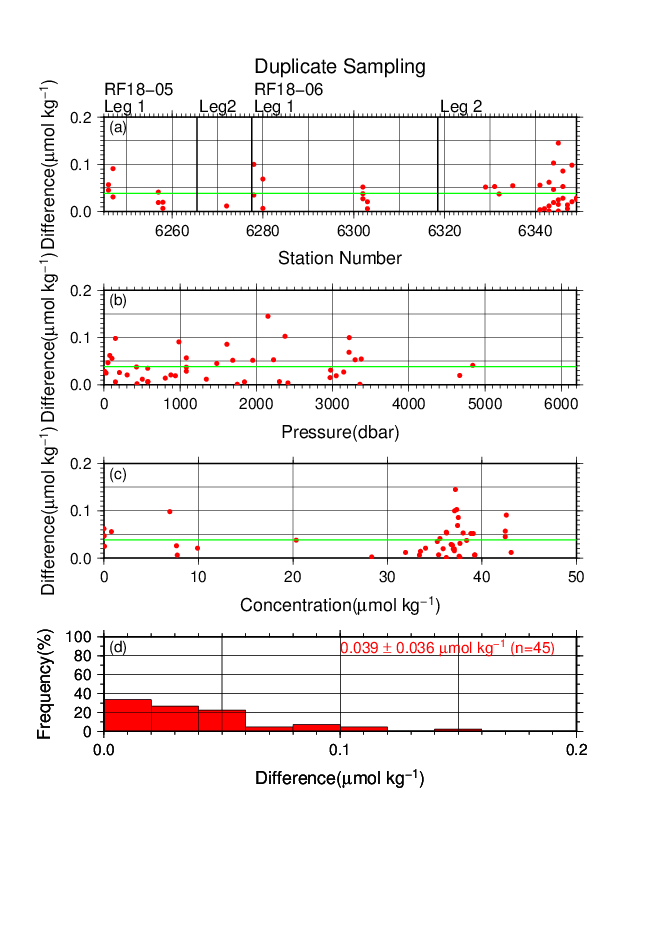 Duplicate Sampling
RF18−05 RF18−06
Leg 1 Leg2 Leg 1 Leg 2
Difference(μmol kg−1)
0.2
0.1
0.0
(a)
6260 6280 6300 6320 6340
Station Number
Difference(μmol kg−1)
0.2
0.1
0.0
(b)
0 1000 2000 3000 4000 5000 6000
Pressure(dbar)
Difference(μmol kg−1)
0.2
0.1
0.0
(c)
0 10 20 30 40 50
Concentration(μmol kg−1)
Frequency(%)
100
80
60
40
20
0
(d)
0.039 ± 0.036 μmol kg−1 (n=45)
0.0 0.1 0.2
Difference(μmol kg−1)